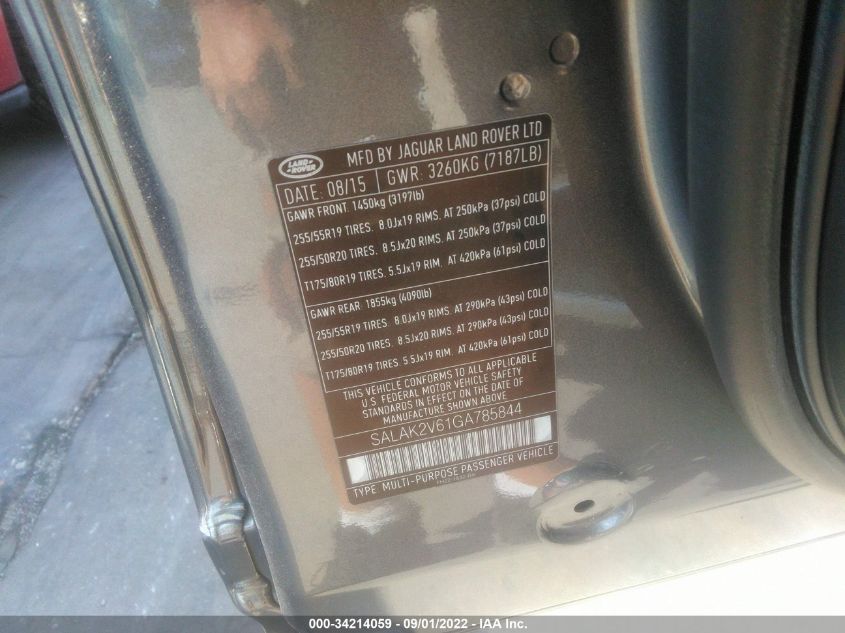 LAND-
-ROVER
MFD BY JAGUAR LAND ROVER LTD
DATE: 08/15 GWR: 3260KG (7187LB)
GAWR FRONT: 1450kg (3197lb)
255/55R19 TIRES. 8.0Jx19 RIMS. AT 250kPa (37psi) COLD
255/50R20 TIRES. 8.5Jx20 RIMS. AT 250kPa (37psi) COLD
T175/80R19 TIRES. 5.5Jx19 RIM. AT 420kPa (61psi) COLD
GAWR REAR: 1855kg (4090lb)
255/55R19 TIRES. 8.0Jx19 RIMS. AT 290kPa (43psi) COLD
255/50R20 TIRES. 8.5Jx20 RIMS. AT 290kPa (43psi) COLD
T175/80R19 TIRES. 5.5Jx19 RIM. AT 420kPa (61psi) COLD
THIS VEHICLE CONFORMS TO ALL APPLICABLE
U.S. FEDERAL MOTOR VEHICLE SAFETY
STANDARDS IN EFFECT ON THE DATE OF
MANUFACTURE SHOWN ABOVE
SALAK2V61GA785844
TYPE: MULTI-PURPOSE PASSENGER VEHICLE
000-34214059 - 09/01/2022 - IAA Inc.